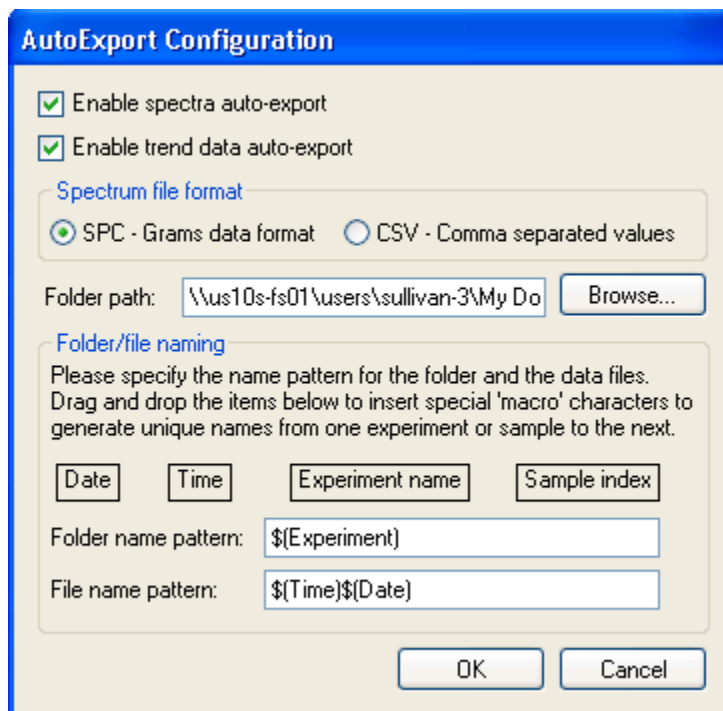 AutoExport Configuration
Enable spectra auto-export
Enable trend data auto-export
Spectrum file format
SPC - Grams data format CSV - Comma separated values
Folder path: \\us10s-fs01\users\sullivan-3\My Do Browse...
Folder/file naming
Please specify the name pattern for the folder and the data files.
Drag and drop the items below to insert special 'macro' characters to
generate unique names from one experiment or sample to the next.
Date Time Experiment name Sample index
Folder name pattern: $(Experiment)
File name pattern: $(Time)$(Date)
OK Cancel